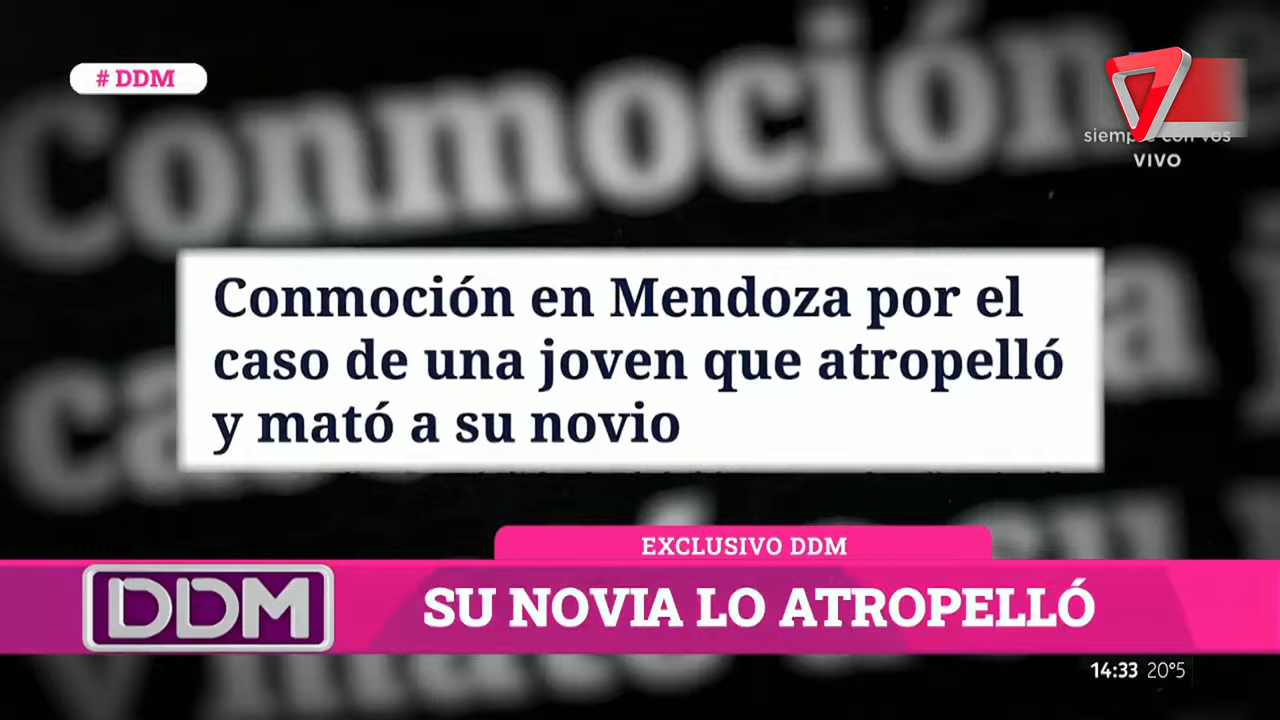 # DDM
siempre con vos
VIVO
Conmoción en Mendoza por el
caso de una joven que atropelló
y mató a su novio
EXCLUSIVO DDM
DDM
SU NOVIA LO ATROPELLÓ
14:33 20°5